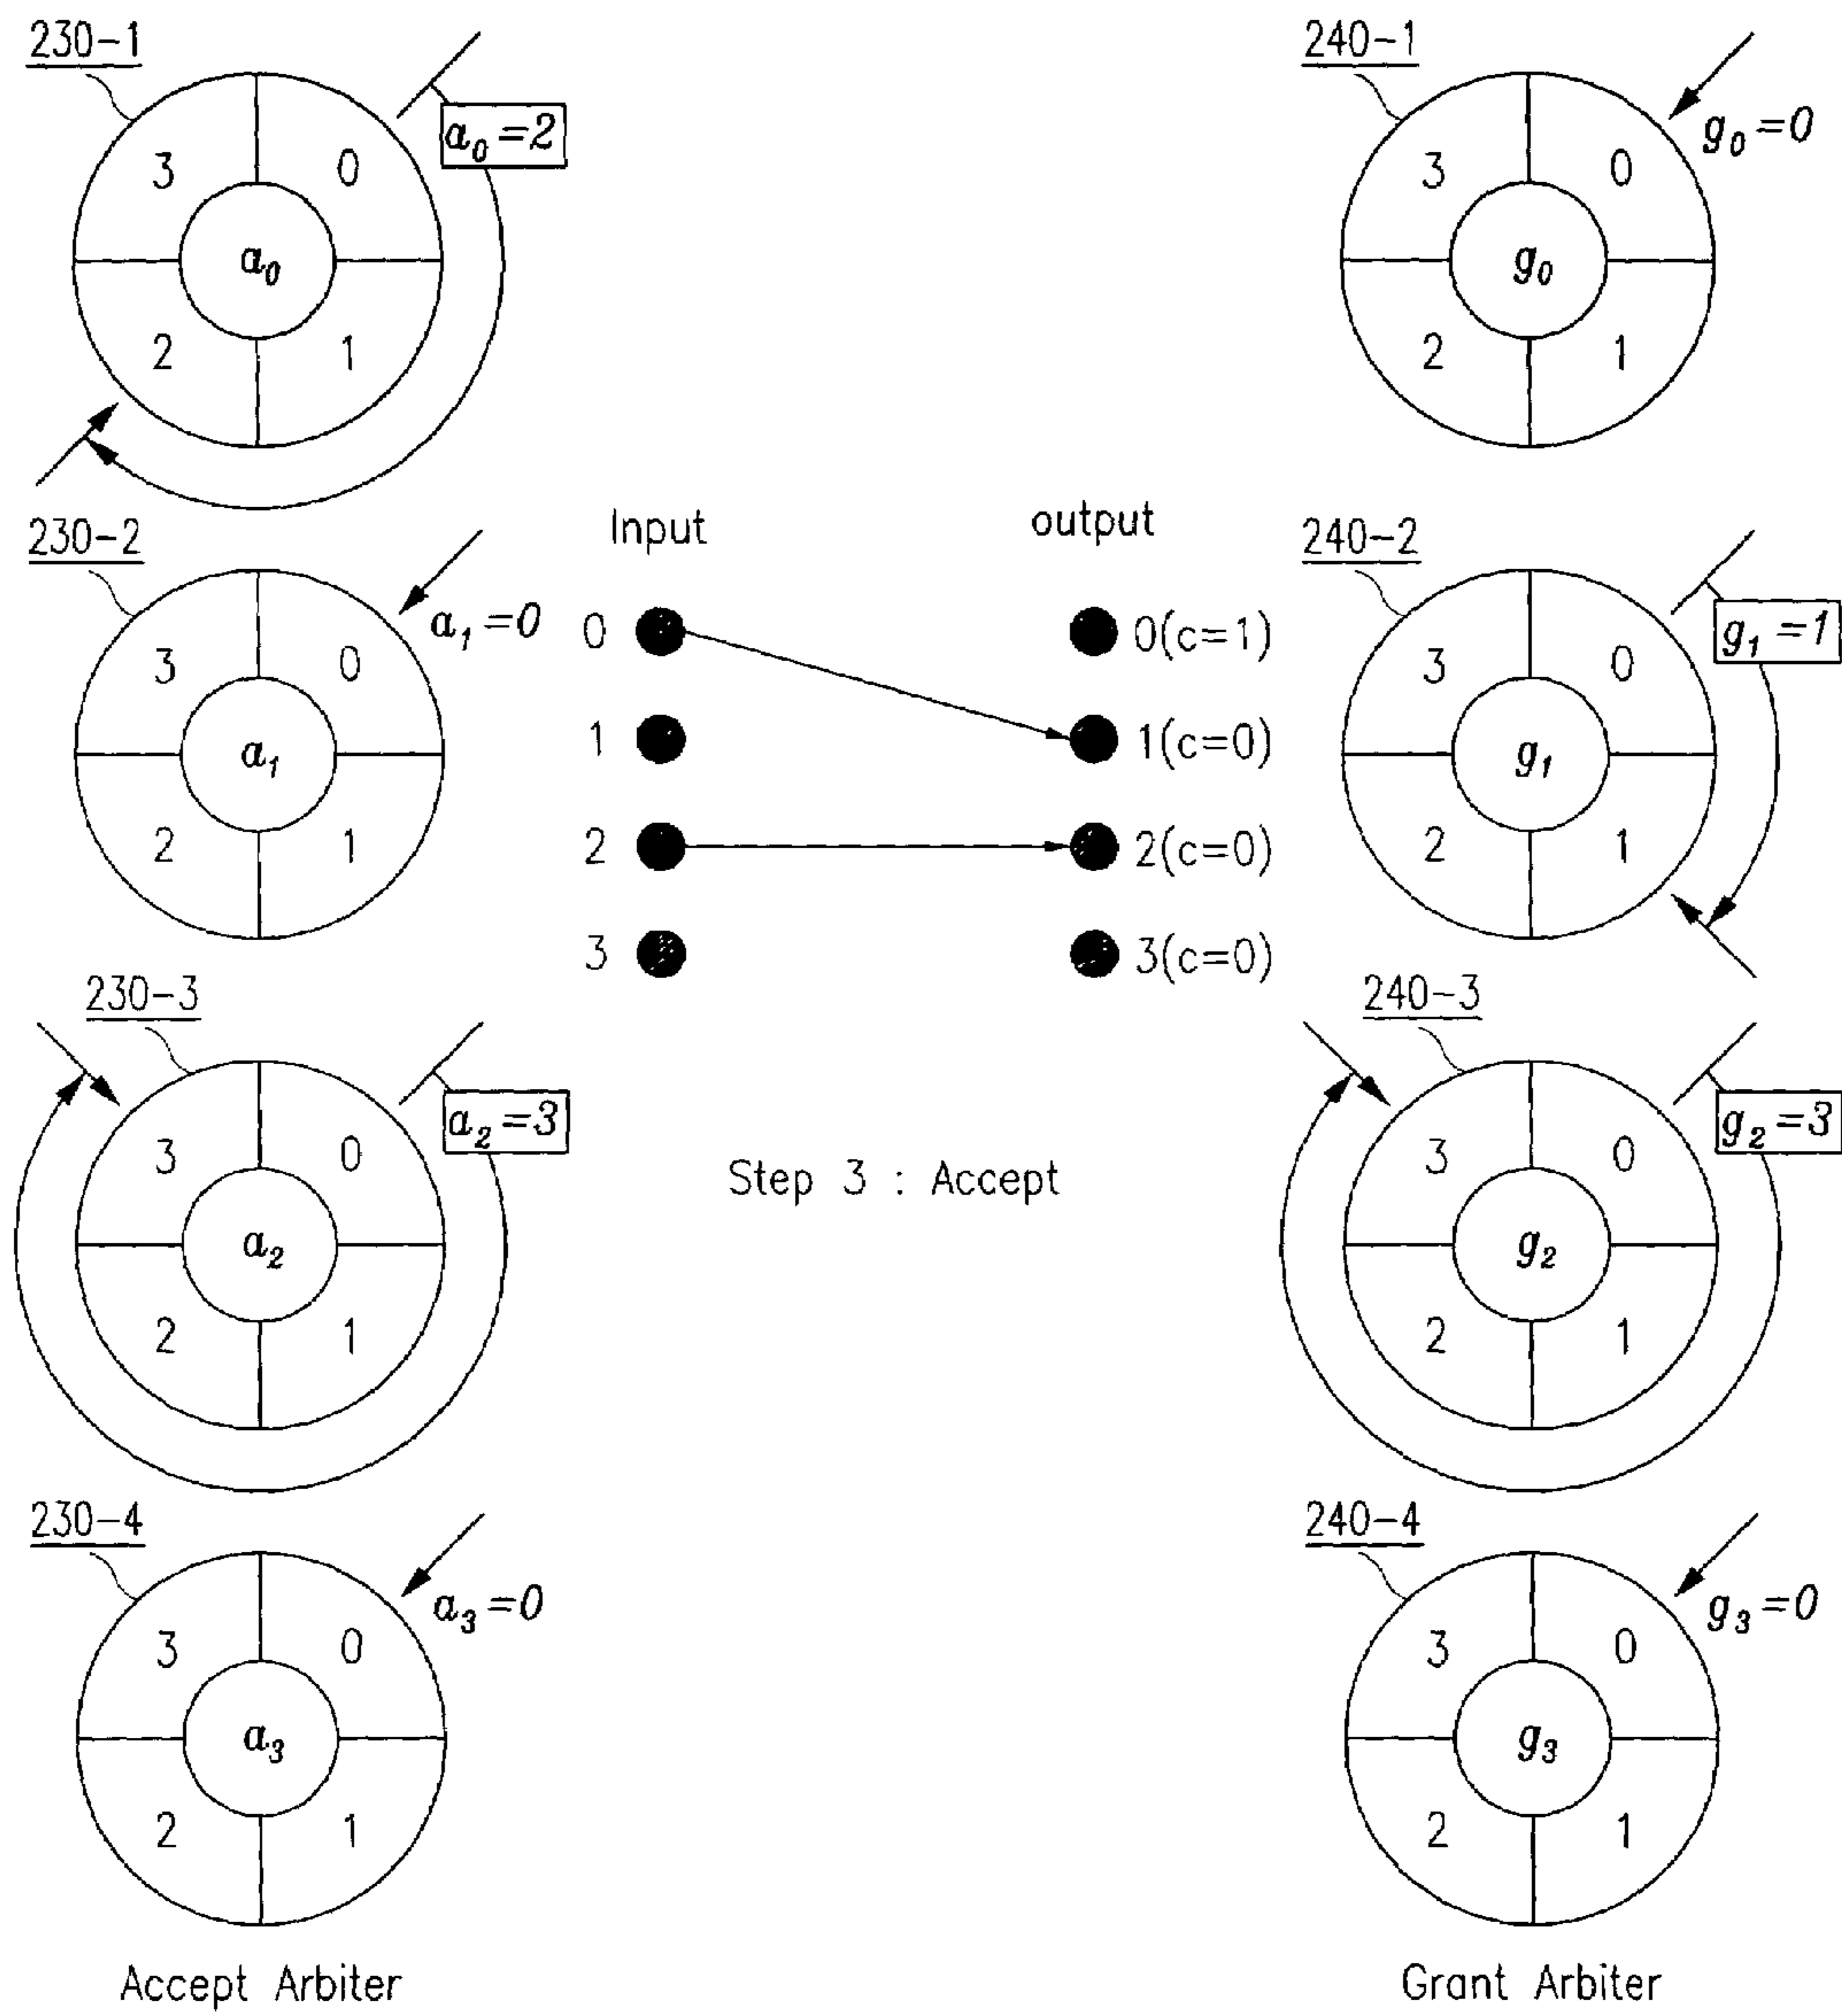 230-1
a0=2
3
0
a0
2
1
240-1
g0=0
3
0
g0
2
1
230-2
a1=0
3
0
a1
2
1
Input
output
0
0(c=1)
1
1(c=0)
2
2(c=0)
3
3(c=0)
240-2
g1=1
3
0
g1
2
1
230-3
a2=3
3
0
a2
2
1
Step 3 : Accept
240-3
g2=3
3
0
g2
2
1
230-4
a3=0
3
0
a3
2
1
Accept Arbiter
240-4
g3=0
3
0
g3
2
1
Grant Arbiter